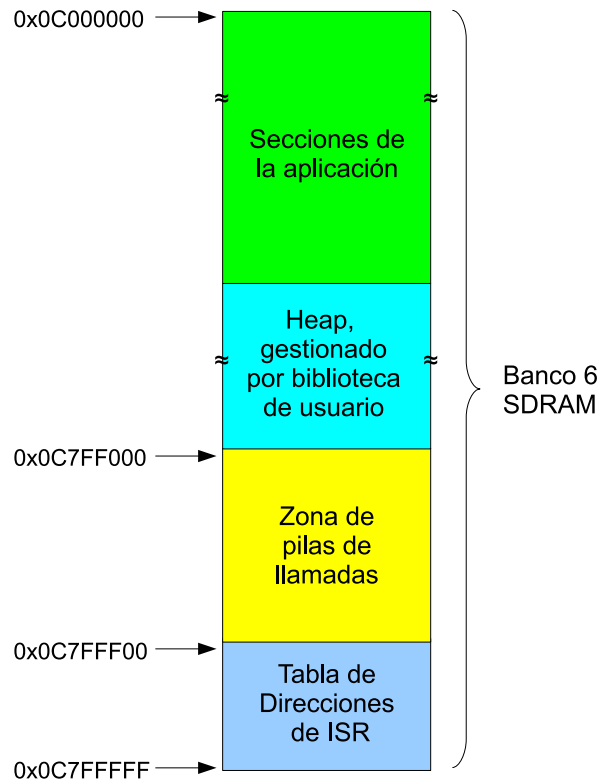 0x0C000000
Secciones de
la aplicación
Heap,
gestionado
por biblioteca
de usuario
Banco 6
SDRAM
0x0C7FF000
Zona de
pilas de
llamadas
0x0C7FFF00
Tabla de
Direcciones
de ISR
0x0C7FFFFF